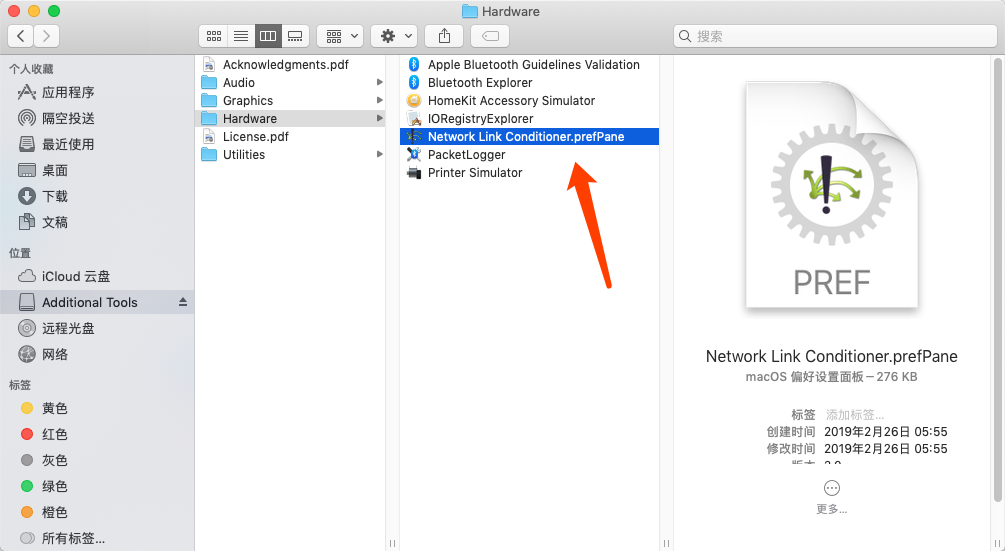 Hardware
搜索
个人收藏
应用程序
隔空投送
最近使用
桌面
下载
文稿
位置
iCloud 云盘
Additional Tools
远程光盘
网络
标签
黄色
红色
灰色
绿色
橙色
所有标签...
Acknowledgments.pdf
Audio
Graphics
Hardware
License.pdf
Utilities
Apple Bluetooth Guidelines Validation
Bluetooth Explorer
HomeKit Accessory Simulator
IORegistryExplorer
Network Link Conditioner.prefPane
PacketLogger
Printer Simulator
PREF
Network Link Conditioner.prefPane
macOS 偏好设置面板 – 276 KB
标签 添加标签...
创建时间 2019年2月26日 05:55
修改时间 2019年2月26日 05:55
更多...